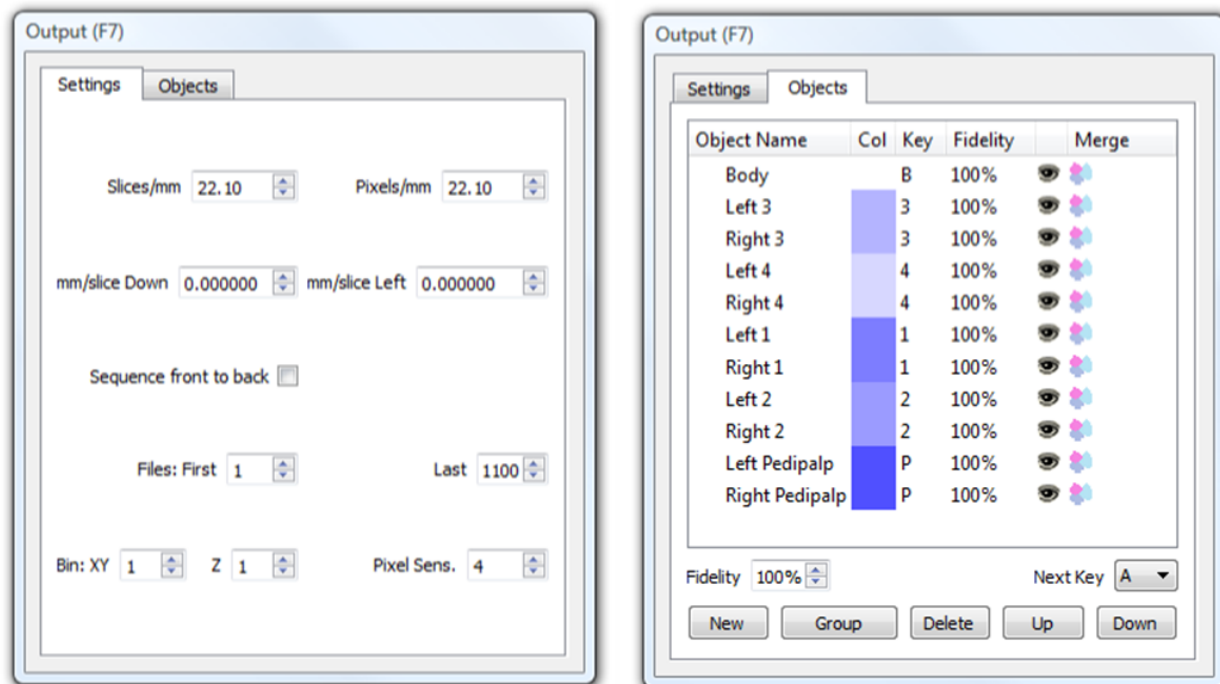 Output (F7)
Settings Objects
Slices/mm 22.10 Pixels/mm 22.10
mm/slice Down 0.000000 mm/slice Left 0.000000
Sequence front to back
Files: First 1 Last 1100
Bin: XY 1 Z 1 Pixel Sens. 4
Output (F7)
Settings Objects
Object Name Col Key Fidelity Merge
Body B 100%
Left 3 3 100%
Right 3 3 100%
Left 4 4 100%
Right 4 4 100%
Left 1 1 100%
Right 1 1 100%
Left 2 2 100%
Right 2 2 100%
Left Pedipalp P 100%
Right Pedipalp P 100%
Fidelity 100% Next Key A
New Group Delete Up Down